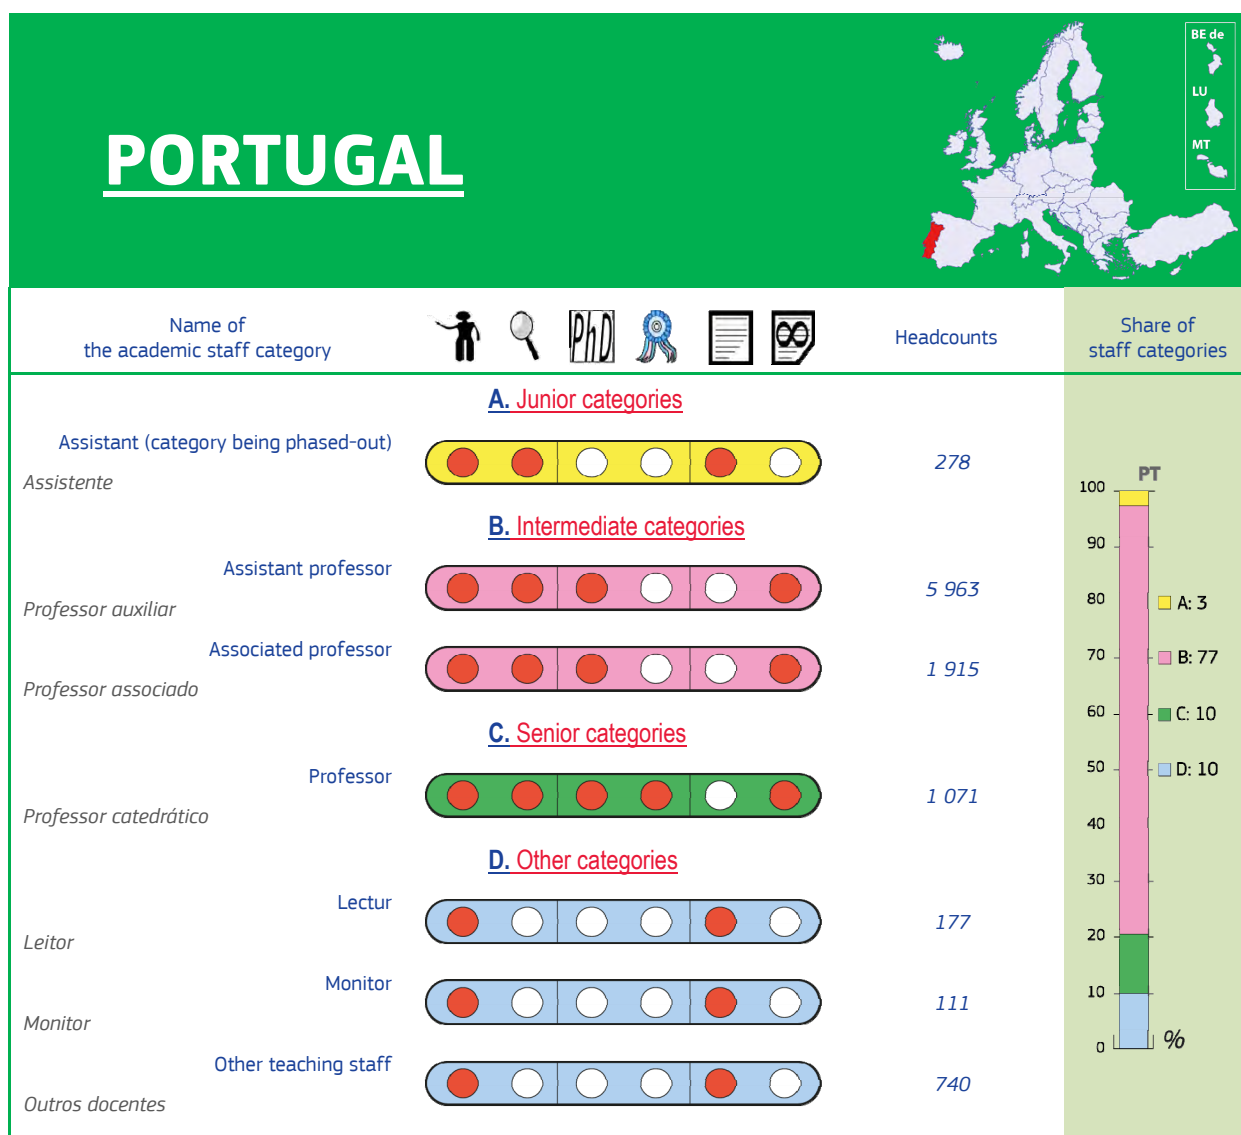 BE de
LU
MT
PORTUGAL
Name of
the academic staff category
PhD
∞
Headcounts
Share of
staff categories
A. Junior categories
Assistant (category being phased-out)
Assistente
278
B. Intermediate categories
Assistant professor
Professor auxiliar
5 963
Associated professor
Professor associado
1 915
C. Senior categories
Professor
Professor catedrático
1 071
D. Other categories
Lectur
Leitor
177
Monitor
Monitor
111
Other teaching staff
Outros docentes
740
PT
100
90
80
70
60
50
40
30
20
10
0
%
A: 3
B: 77
C: 10
D: 10